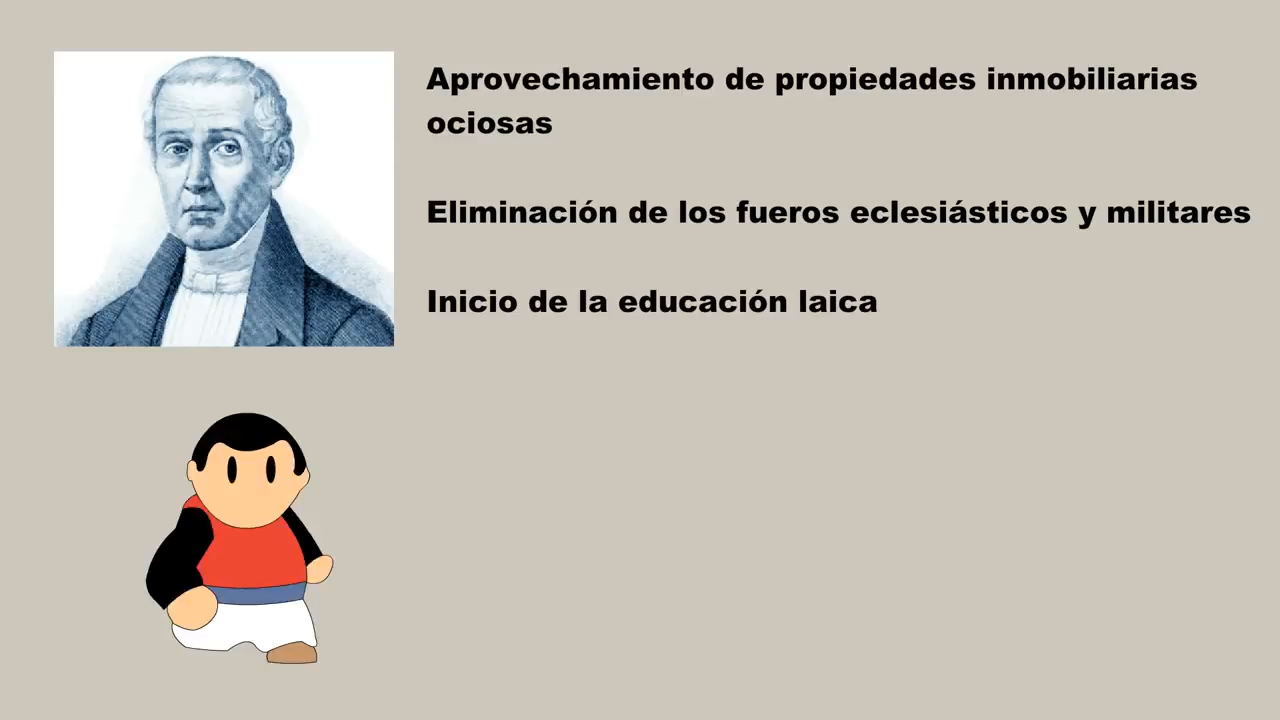 Aprovechamiento de propiedades inmobiliarias
ociosas
Eliminación de los fueros eclesiásticos y militares
Inicio de la educación laica